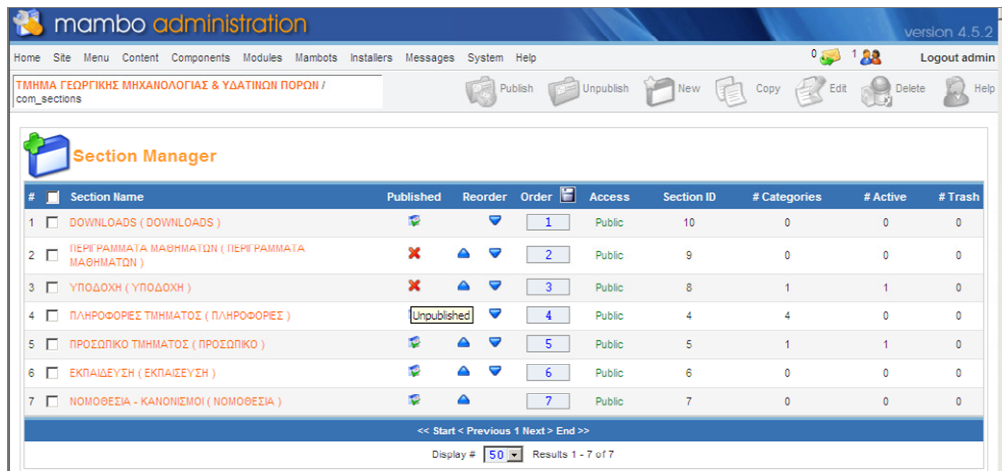 mambo administration
version 4.5.2
Home Site Menu Content Components Modules Mambots Installers Messages System Help 0 1 Logout admin
ΤΜΗΜΑ ΓΕΩΡΓΙΚΗΣ ΜΗΧΑΝΟΛΟΓΙΑΣ & ΥΔΑΤΙΝΩΝ ΠΟΡΩΝ /
com_sections
Publish Unpublish New Copy Edit Delete Help
Section Manager
# Section Name Published Reorder Order Access Section ID # Categories # Active # Trash
1 DOWNLOADS ( DOWNLOADS ) 1 Public 10 0 0 0
2 ΠΕΡΙΓΡΑΜΜΑΤΑ ΜΑΘΗΜΑΤΩΝ ( ΠΕΡΙΓΡΑΜΜΑΤΑ
ΜΑΘΗΜΑΤΩΝ ) 2 Public 9 0 0 0
3 ΥΠΟΔΟΧΗ ( ΥΠΟΔΟΧΗ ) 3 Public 8 1 1 0
4 ΠΛΗΡΟΦΟΡΙΕΣ ΤΜΗΜΑΤΟΣ ( ΠΛΗΡΟΦΟΡΙΕΣ ) Unpublished 4 Public 4 4 0 0
5 ΠΡΟΣΩΠΙΚΟ ΤΜΗΜΑΤΟΣ ( ΠΡΟΣΩΠΙΚΟ ) 5 Public 5 1 1 0
6 ΕΚΠΑΙΔΕΥΣΗ ( ΕΚΠΑΙΣΕΥΣΗ ) 6 Public 6 0 0 0
7 ΝΟΜΟΘΕΣΙΑ - ΚΑΝΟΝΙΣΜΟΙ ( ΝΟΜΟΘΕΣΙΑ ) 7 Public 7 0 0 0
<< Start < Previous 1 Next > End >>
Display # 50 Results 1 - 7 of 7